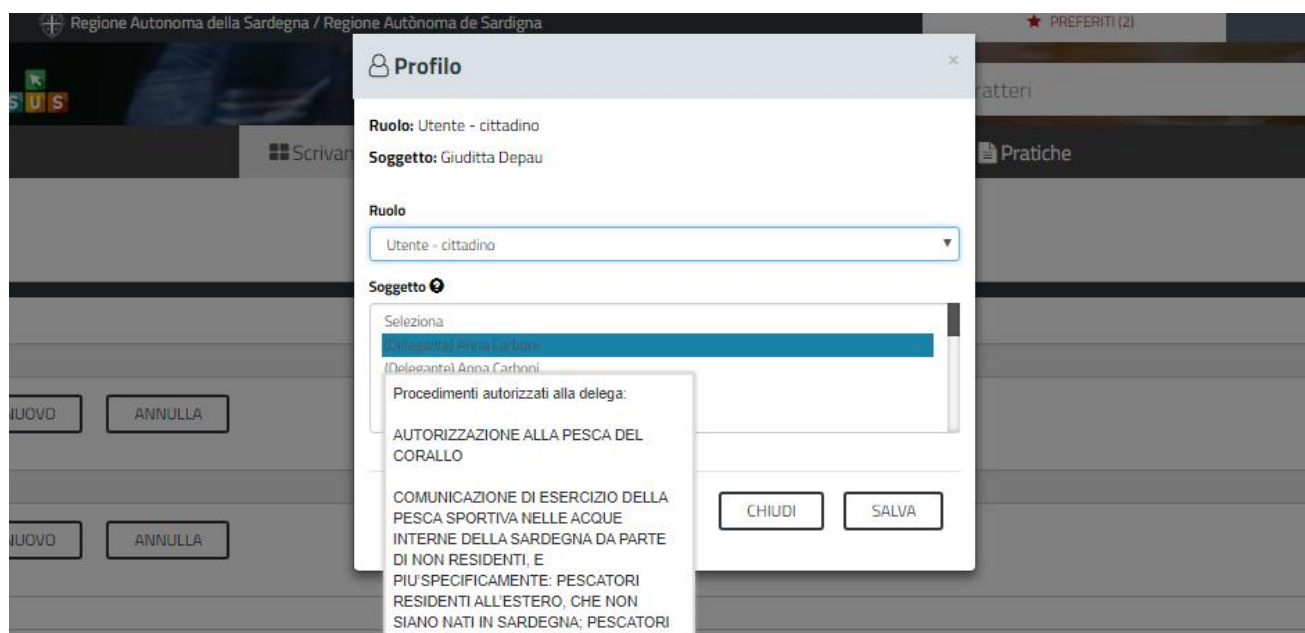 Regione Autonoma della Sardegna / Regione Autònoma de Sardigna
PREFERITI (2)
Profilo
×
SUS
ratteri
Ruolo: Utente - cittadino
Scrivan
Soggetto: Giuditta Depau
Pratiche
Ruolo
Utente - cittadino
Soggetto
Seleziona
(Delegante) Anna Carboni
(Delegante) Anna Carboni
Procedimenti autorizzati alla delega:
NUOVO
ANNULLA
AUTORIZZAZIONE ALLA PESCA DEL
CORALLO
COMUNICAZIONE DI ESERCIZIO DELLA
PESCA SPORTIVA NELLE ACQUE
INTERNE DELLA SARDEGNA DA PARTE
DI NON RESIDENTI, E
PIU'SPECIFICAMENTE: PESCATORI
RESIDENTI ALL'ESTERO, CHE NON
SIANO NATI IN SARDEGNA; PESCATORI
CHIUDI
SALVA
NUOVO
ANNULLA